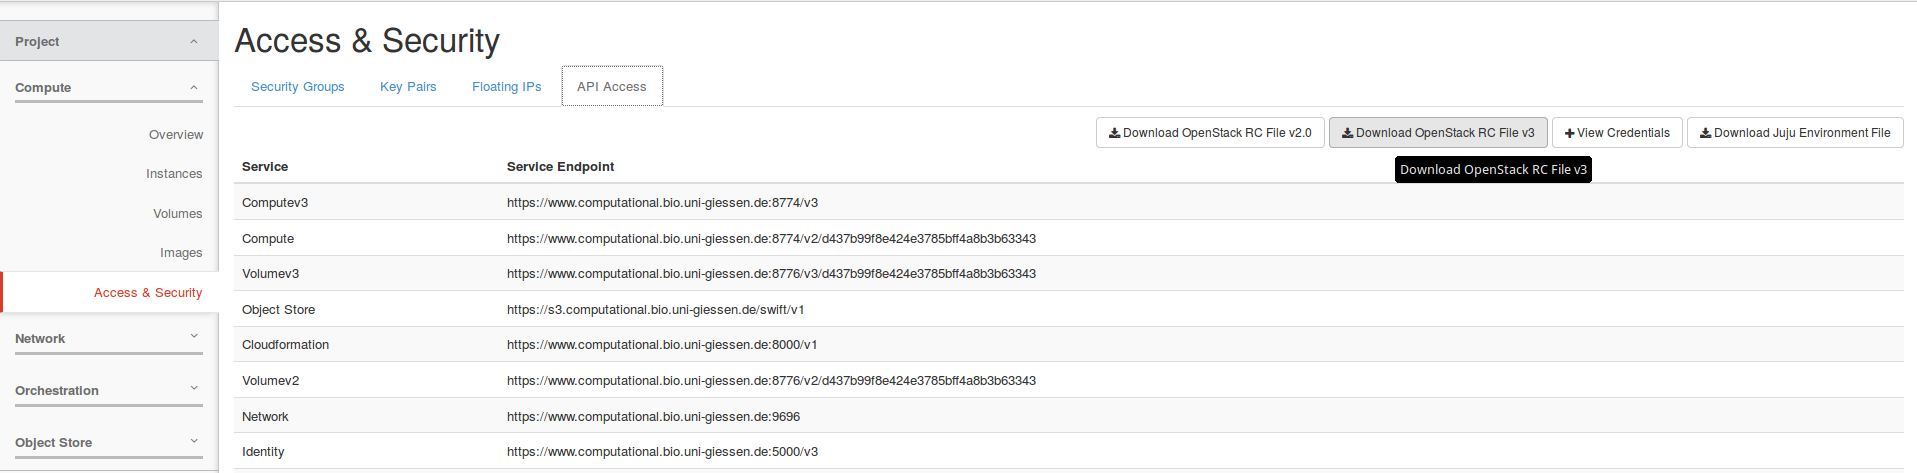 Project
Compute
Overview
Instances
Volumes
Images
Access & Security
Network
Orchestration
Object Store
Access & Security
Security Groups Key Pairs Floating IPs API Access
Download OpenStack RC File v2.0 Download OpenStack RC File v3 View Credentials Download Juju Environment File
Download OpenStack RC File v3
Service Service Endpoint
Computev3 https://www.computational.bio.uni-giessen.de:8774/v3
Compute https://www.computational.bio.uni-giessen.de:8774/v2/d437b99f8e424e3785bff4a8b3b63343
Volumev3 https://www.computational.bio.uni-giessen.de:8776/v3/d437b99f8e424e3785bff4a8b3b63343
Object Store https://s3.computational.bio.uni-giessen.de/swift/v1
Cloudformation https://www.computational.bio.uni-giessen.de:8000/v1
Volumev2 https://www.computational.bio.uni-giessen.de:8776/v2/d437b99f8e424e3785bff4a8b3b63343
Network https://www.computational.bio.uni-giessen.de:9696
Identity https://www.computational.bio.uni-giessen.de:5000/v3